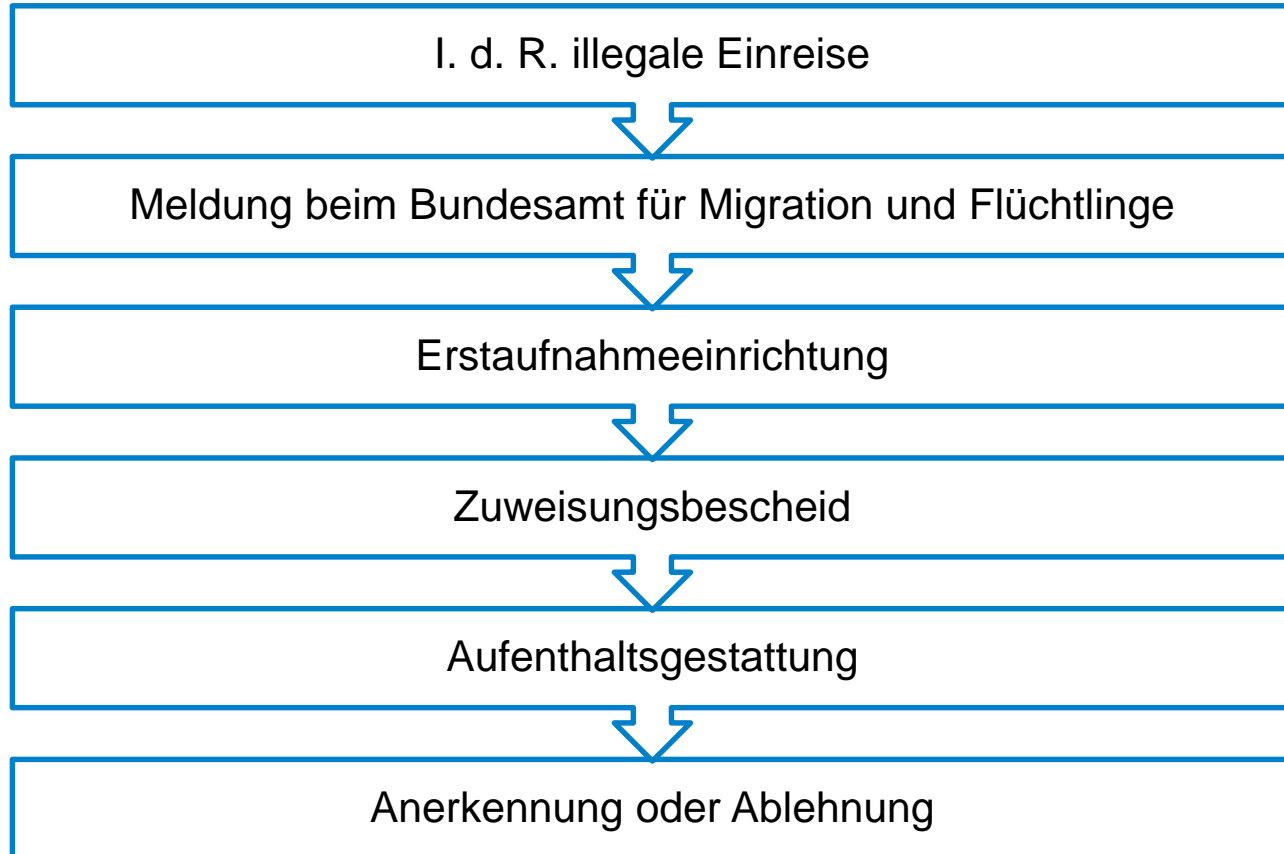 I. d. R. illegale Einreise
Meldung beim Bundesamt für Migration und Flüchtlinge
Erstaufnahmeeinrichtung
Zuweisungsbescheid
Aufenthaltsgestattung
Anerkennung oder Ablehnung